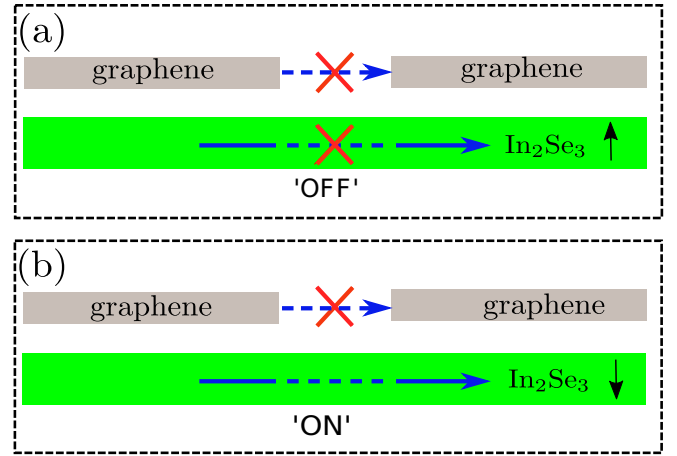 (a)
graphene graphene
In₂Se₃
'OFF'
(b)
graphene graphene
In₂Se₃
'ON'